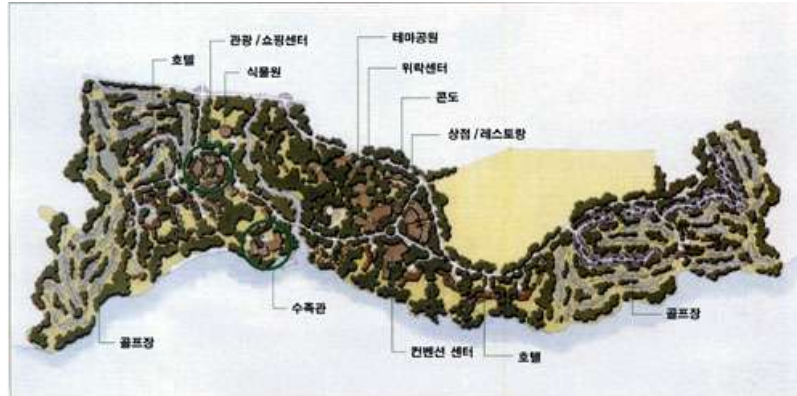 관광/쇼핑센터
테마공원
호텔
식물원
위락센터
콘도
상점/레스토랑
수족관
골프장
골프장
컨벤션 센터
호텔